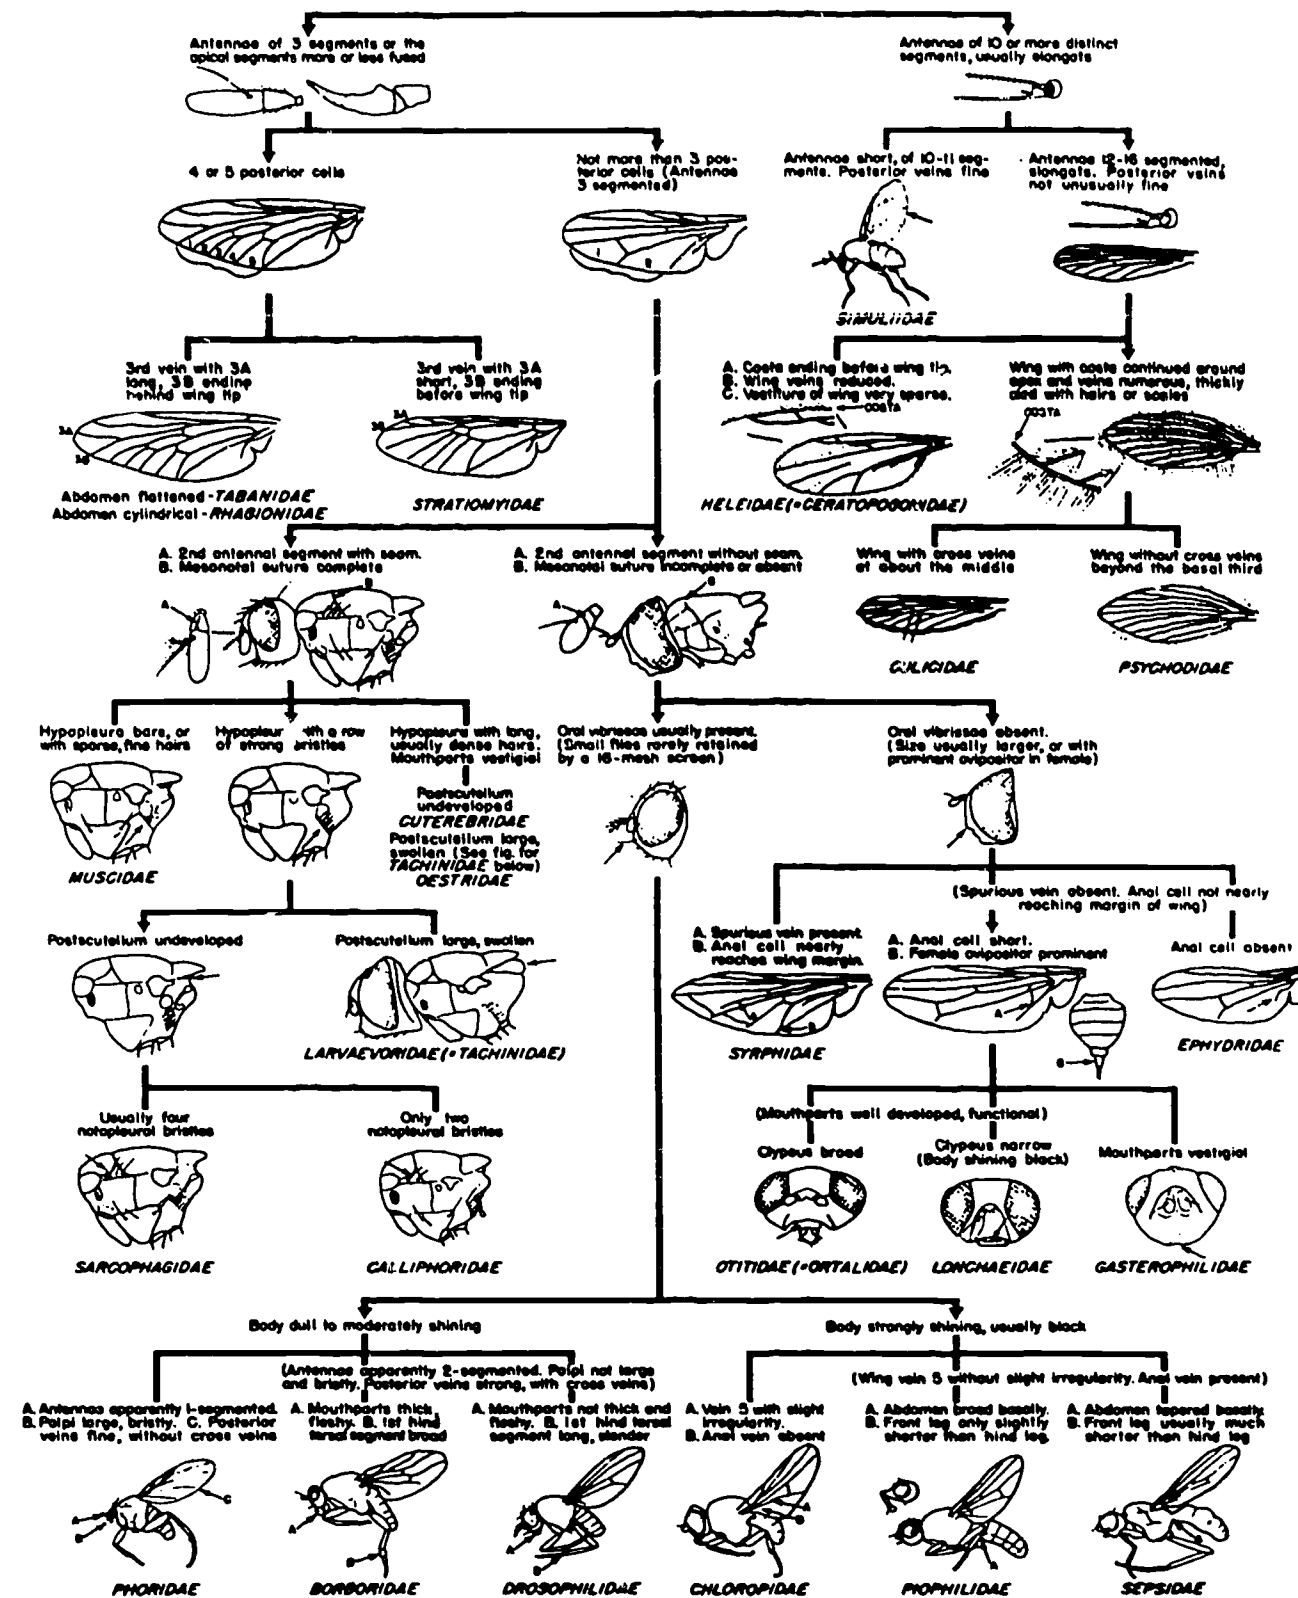 Antennae of 3 segments or the
apical segments more or less fused
Antennae of 10 or more distinct
segments, usually elongate
4 or 5 posterior cells
Not more than 3 pos-
terior cells (Antennae
3 segmented)
Antennae short, of 10-11 seg-
ments. Posterior veins fine
Antennae 12-16 segmented,
elongate. Posterior veins
not unusually fine
SIMULIIDAE
3rd vein with 3A
long, 3B ending
behind wing tip
3rd vein with 3A
short, 3B ending
before wing tip
A. Costa ending before wing tip.
B. Wing veins reduced.
C. Vestiture of wing very sparse.
Wing with costa continued around
apex and veins numerous, thickly
clad with hairs or scales
COSTA
COSTA
3A
3B
3A
3B
Abdomen flattened - TABANIDAE
Abdomen cylindrical - RHAGIONIDAE
STRATIOMYIDAE
HELEIDAE (=CERATOPOGONIDAE)
A. 2nd antennal segment with seam.
B. Mesonotal suture complete
A. 2nd antennal segment without seam.
B. Mesonotal suture incomplete or absent
Wing with cross veins
at about the middle
Wing without cross veins
beyond the basal third
A
B
A
B
CULICIDAE
PSYCHODIDAE
Hypopleura bare, or
with sparse, fine hairs
Hypopleur with a row
of strong bristles
Hypopleura with long,
usually dense hairs.
Mouthparts vestigial
Oral vibrissae usually present.
(Small flies rarely retained
by a 16-mesh screen)
Oral vibrissae absent.
(Size usually larger, or with
prominent ovipositor in female)
Postscutellum
undeveloped
CUTEREBRIDAE
Postscutellum large,
swollen (See fig. for
TACHINIDAE below)
OESTRIDAE
MUSCIDAE
(Spurious vein absent. Anal cell not nearly
reaching margin of wing)
Postscutellum undeveloped
Postscutellum large, swollen
A. Spurious vein present.
B. Anal cell nearly
reaches wing margin.
A. Anal cell short.
B. Female ovipositor prominent
Anal cell absent
A
B
LARVAEVORIDAE (=TACHINIDAE)
SYRPHIDAE
EPHYDRIDAE
Usually four
notopleural bristles
Only two
notopleural bristles
(Mouthparts well developed, functional)
Clypeus broad
Clypeus narrow
(Body shining black)
Mouthparts vestigial
SARCOPHAGIDAE
CALLIPHORIDAE
OTITIDAE (=ORTALIDAE)
LONCHAEIDAE
GASTEROPHILIDAE
Body dull to moderately shining
Body strongly shining, usually black
(Antennae apparently 2-segmented. Palpi not large
and bristly. Posterior veins strong, with cross veins)
(Wing vein 5 without slight irregularity. Anal vein present)
A. Antennae apparently 1-segmented.
B. Palpi large, bristly. C. Posterior
veins fine, without cross veins
A. Mouthparts thick,
fleshy. B. 1st hind
tarsal segment broad
A. Mouthparts not thick and
fleshy. B. 1st hind tarsal
segment long, slender
A. Vein 5 with slight
irregularity.
B. Anal vein absent
A. Abdomen broad basally.
B. Front leg only slightly
shorter than hind leg.
A. Abdomen tapered basally.
B. Front leg usually much
shorter than hind leg
A
B
C
A
B
A
B
A
B
A
PHORIDAE
BORBORIDAE
DROSOPHILIDAE
CHLOROPIDAE
PIOPHILIDAE
SEPSIDAE